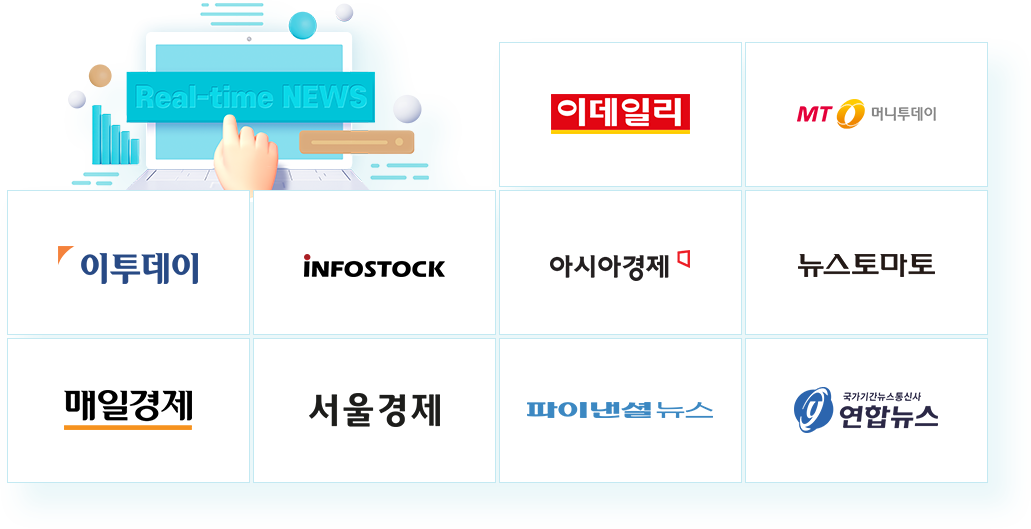 Real-time NEWS
이데일리
MT 머니투데이
이투데이
iNFOSTOCK
아시아경제
뉴스토마토
매일경제
서울경제
파이낸셜뉴스
국가기간뉴스통신사
연합뉴스